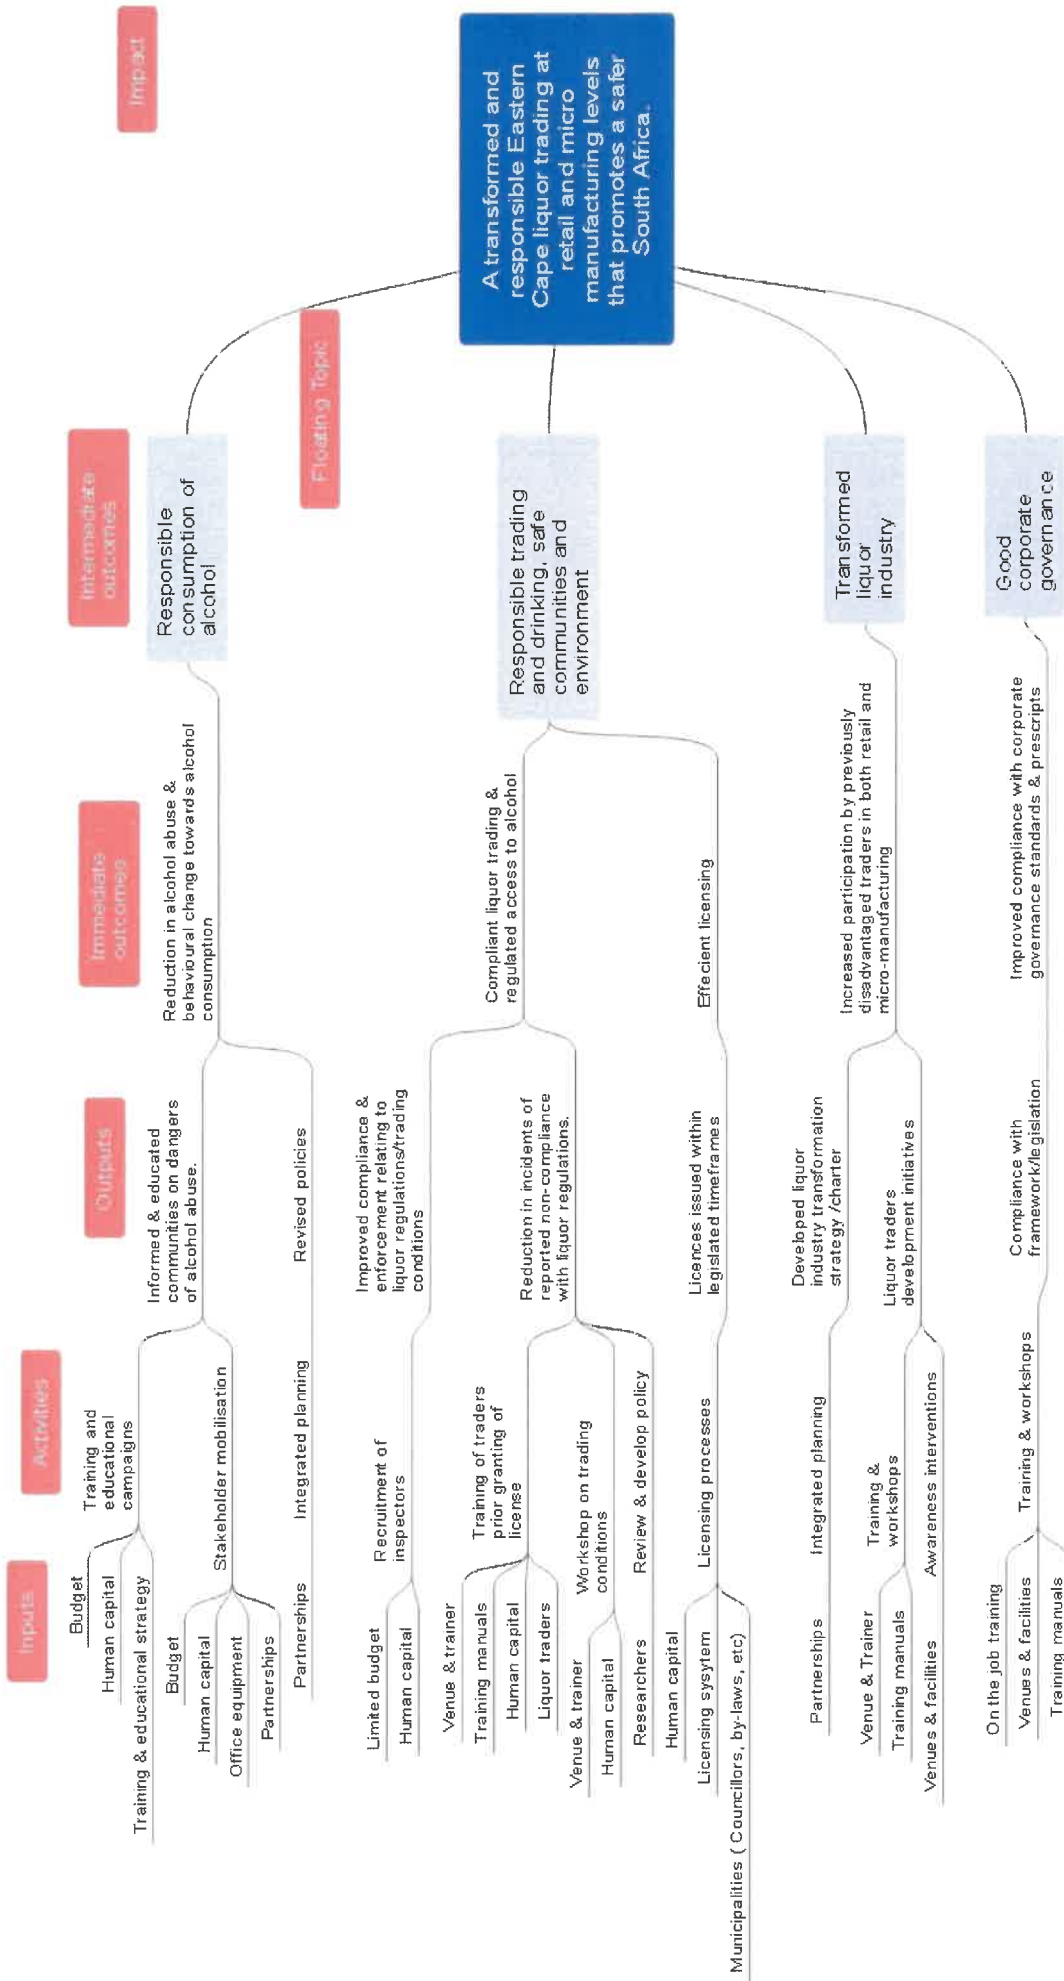 Inputs
Activities
Outputs
Immediate
outcomes
Intermediate
outcomes
Impact
Floating Topic
Budget
Human capital
Training & educational strategy
Training and
educational
campaigns
Budget
Human capital
Office equipment
Partnerships
Stakeholder mobilisation
Informed & educated
communities on dangers
of alcohol abuse.
Partnerships
Integrated planning
Revised policies
Reduction in alcohol abuse &
behavioural change towards alcohol
consumption
Responsible
consumption of
alcohol
Limited budget
Human capital
Recruitment of
inspectors
Improved compliance &
enforcement relating to
liquor regulations/trading
conditions
Venue & trainer
Training manuals
Human capital
Liquor traders
Training of traders
prior granting of
license
Venue & trainer
Human capital
Workshop on trading
conditions
Researchers
Review & develop policy
Reduction in incidents of
reported non-compliance
with liquor regulations.
Compliant liquor trading &
regulated access to alcohol
Human capital
Licensing sysytem
Municipalities ( Councillors, by-laws, etc)
Licensing processes
Licences issued within
legislated timeframes
Effecient licensing
Responsible trading
and drinking, safe
communities and
environment
Partnerships
Integrated planning
Developed liquor
industry transformation
strategy /charter
Venue & Trainer
Training manuals
Training &
workshops
Venues & facilities
Awareness interventions
Liquor traders
development initiatives
Increased participation by previously
disadvantaged traders in both retail and
micro-manufacturing
Transformed
liquor
industry
On the job training
Venues & facilities
Training manuals
Training & workshops
Compliance with
framework/legislation
Improved compliance with corporate
governance standards & prescripts
Good
corporate
governance
A transformed and
responsible Eastern
Cape liquor trading at
retail and micro
manufacturing levels
that promotes a safer
South Africa.